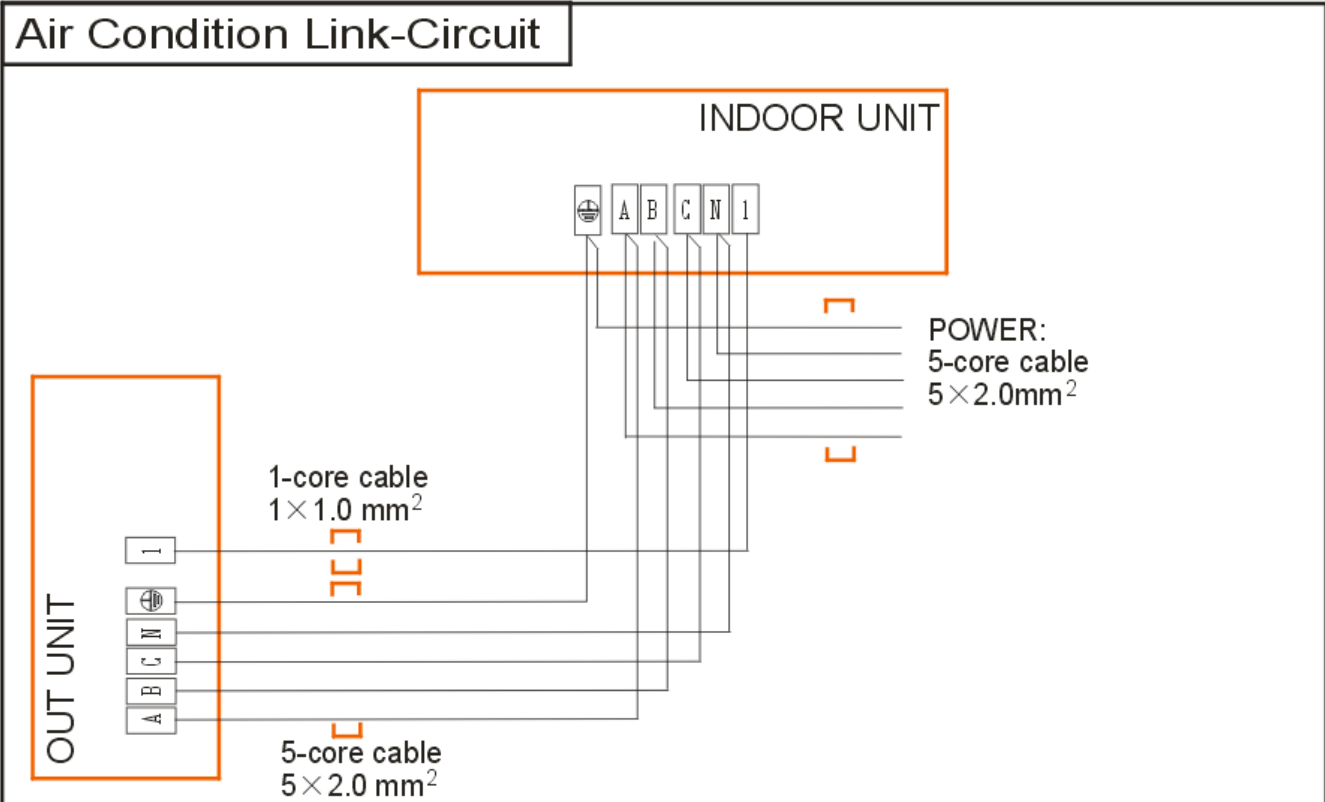 Air Condition Link-Circuit
INDOOR UNIT
A B C N 1
POWER:
5-core cable
5×2.0mm²
1-core cable
1×1.0 mm²
OUT UNIT
1
N
C
B
A
5-core cable
5×2.0 mm²